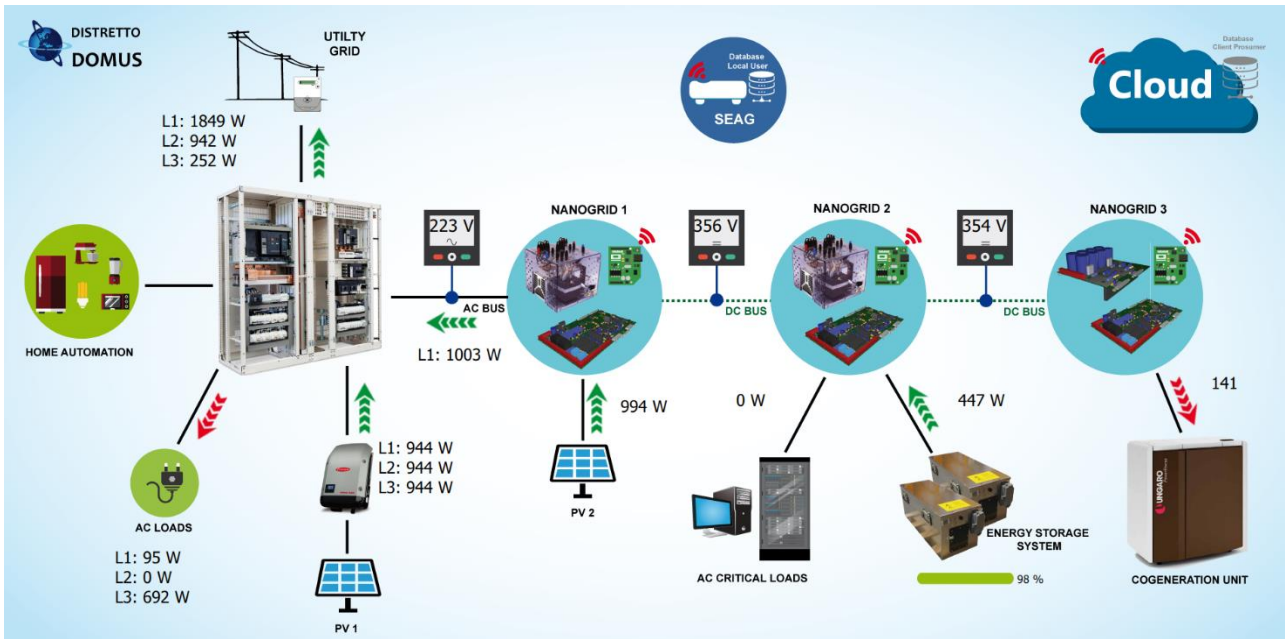 DISTRETTO
DOMUS
UTILTY
GRID
L1: 1849 W
L2: 942 W
L3: 252 W
Database
Local User
SEAG
Database
Client Prosumer
Cloud
HOME AUTOMATION
223 V
AC BUS
L1: 1003 W
NANOGRID 1
356 V
DC BUS
NANOGRID 2
354 V
DC BUS
NANOGRID 3
994 W
0 W
447 W
141
AC LOADS
L1: 95 W
L2: 0 W
L3: 692 W
L1: 944 W
L2: 944 W
L3: 944 W
PV 1
PV 2
AC CRITICAL LOADS
ENERGY STORAGE
SYSTEM
98 %
UNGARO
COGENERATION UNIT